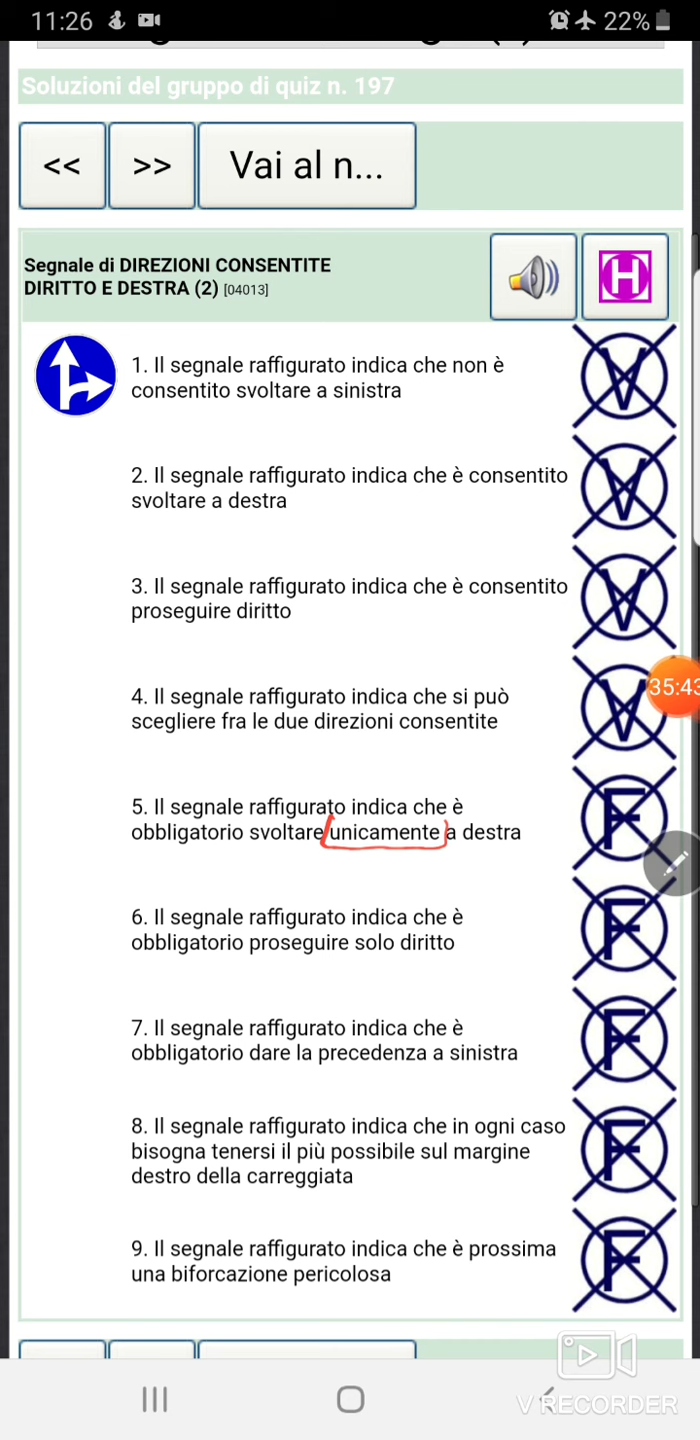 11:26 22%
Soluzioni del gruppo di quiz n. 197
<< >> Vai al n...
Segnale di DIREZIONI CONSENTITE
DIRITTO E DESTRA (2) [04013]
H
1. Il segnale raffigurato indica che non è
consentito svoltare a sinistra
V
2. Il segnale raffigurato indica che è consentito
svoltare a destra
V
3. Il segnale raffigurato indica che è consentito
proseguire diritto
V
4. Il segnale raffigurato indica che si può
scegliere fra le due direzioni consentite
V
35:43
5. Il segnale raffigurato indica che è
obbligatorio svoltare unicamente a destra
F
6. Il segnale raffigurato indica che è
obbligatorio proseguire solo diritto
F
7. Il segnale raffigurato indica che è
obbligatorio dare la precedenza a sinistra
F
8. Il segnale raffigurato indica che in ogni caso
bisogna tenersi il più possibile sul margine
destro della carreggiata
F
9. Il segnale raffigurato indica che è prossima
una biforcazione pericolosa
F
V RECORDER